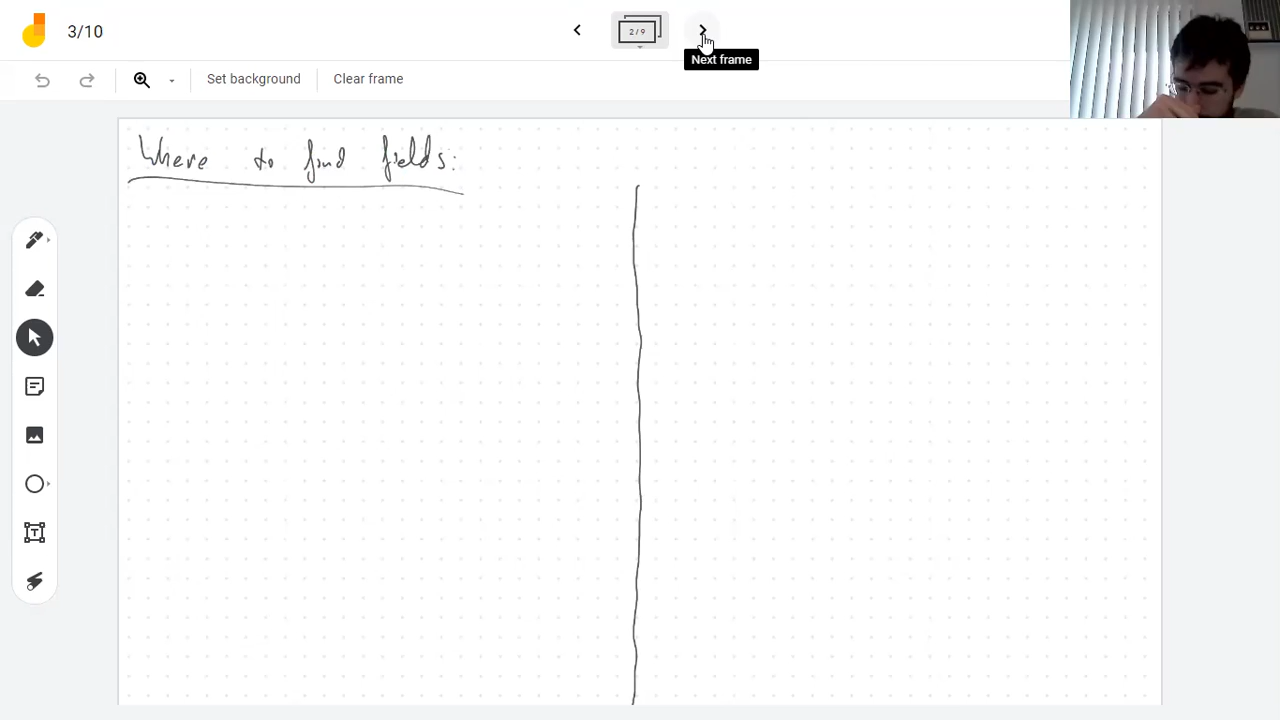 3/10
2/9
Next frame
Set background
Clear frame
Where to find fields: